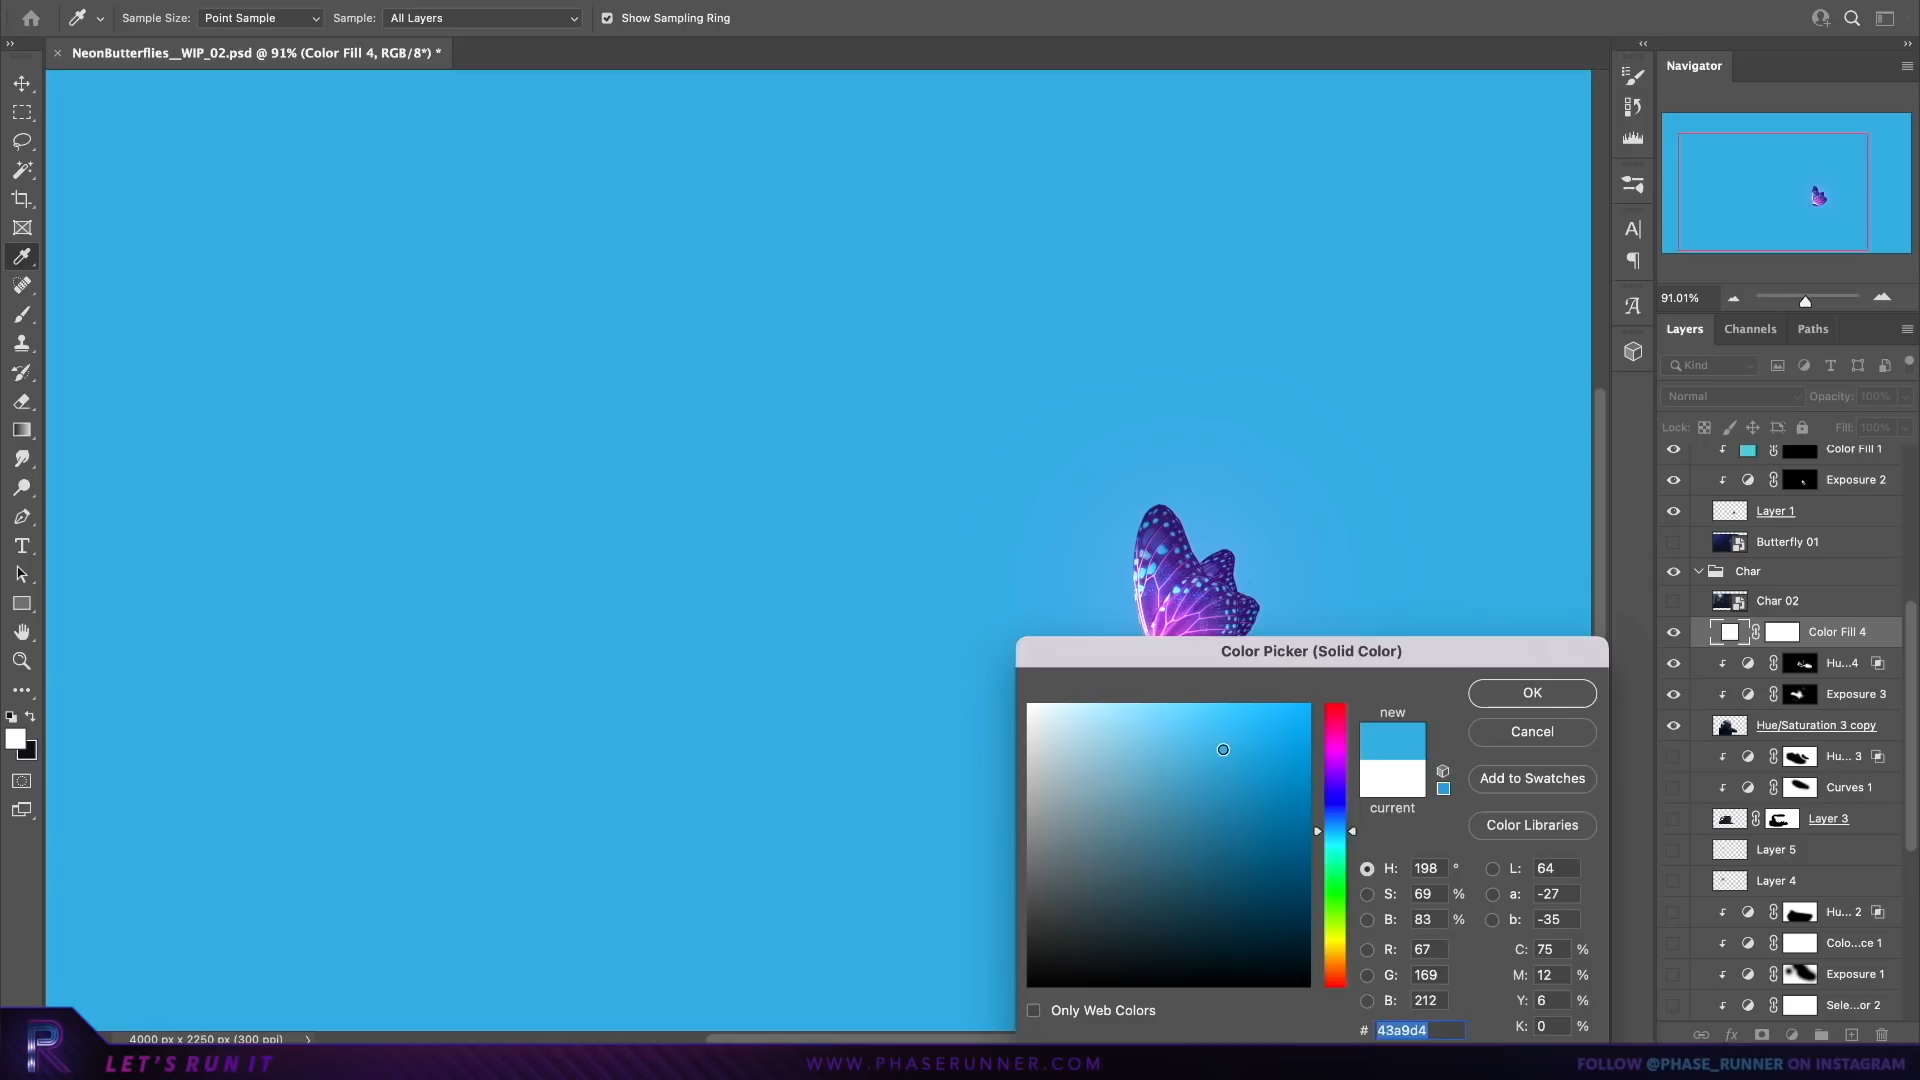 Sample Size: Point Sample Sample: All Layers Show Sampling Ring
NeonButterflies__WIP_02.psd @ 91% (Color Fill 4, RGB/8*) *
Navigator
91.01%
Layers Channels Paths
Kind
Normal Opacity: 100%
Lock: Fill: 100%
Color Fill 1
Exposure 2
Layer 1
Butterfly 01
Char
Char 02
Color Fill 4
Hu...4
Exposure 3
Hue/Saturation 3 copy
Hu... 3
Curves 1
Layer 3
Layer 5
Layer 4
Hu... 2
Colo...ce 1
Exposure 1
Sele...or 2
Color Picker (Solid Color)
new
current
OK
Cancel
Add to Swatches
Color Libraries
H: 198 ° L: 64
S: 69 % a: -27
B: 83 % b: -35
R: 67 C: 75 %
G: 169 M: 12 %
B: 212 Y: 6 %
# 43a9d4 K: 0 %
Only Web Colors
4000 px x 2250 px (300 ppi)
LET'S RUN IT
WWW.PHASERUNNER.COM
FOLLOW @PHASE_RUNNER ON INSTAGRAM